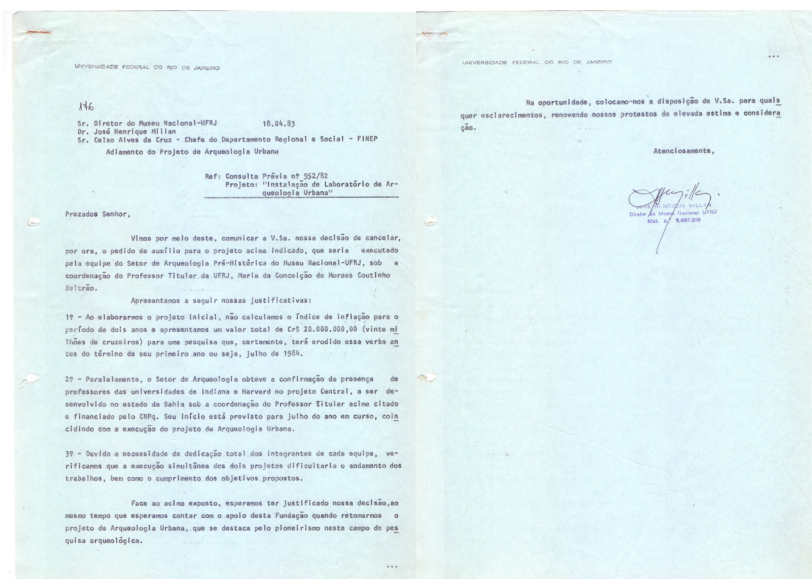 UNIVERSIDADE FEDERAL DO RIO DE JANEIRO
146
Sr. Diretor do Museu Nacional-UFRJ 18.04.83
Dr. José Henrique Millan
Sr. Celso Alves da Cruz - Chefe do Departamento Regional e Social - FINEP
Adiamento do Projeto de Arqueologia Urbana
Ref: Consulta Prévia nº 952/82
Projeto: "Instalação de Laboratório de Ar-
queologia Urbana"
Prezados Senhor,
Vimos por meio deste, comunicar a V.Sa. nossa decisão de cancelar,
por ora, o pedido de auxílio para o projeto acima indicado, que seria executado
pela equipe do Setor de Arqueologia Pré-Histórica do Museu Nacional-UFRJ, sob a
coordenação do Professor Titular da UFRJ, Maria da Conceição de Moraes Coutinho
Beltrão.
Apresentamos a seguir nossas justificativas:
1º - Ao elaborarmos o projeto inicial, não calculamos o índice de inflação para o
período de dois anos e apresentamos um valor total de Cr$ 20.000.000,00 (vinte mi
lhões de cruzeiros) para uma pesquisa que, certamente, terá erodido essa verba an
tes do término de seu primeiro ano ou seja, julho de 1984.
2º - Paralelamente, o Setor de Arqueologia obteve a confirmação da presença de
professores das universidades de Indiana e Harvard no projeto Central, a ser de-
senvolvido no estado da Bahia sob a coordenação do Professor Titular acima citado
e financiado pelo CNPq. Seu início está previsto para julho do ano em curso, coin
cidindo com a execução do projeto de Arqueologia Urbana.
3º - Devido a necessidade de dedicação total dos integrantes de cada equipe, ve-
rificamos que a execução simultânea dos dois projetos dificultaria o andamento dos
trabalhos, bem como o cumprimento dos objetivos propostos.
Face ao acima exposto, esperamos ter justificado nossa decisão,ao
mesmo tempo que esperamos contar com o apoio desta Fundação quando retomarmos o
projeto de Arqueologia Urbana, que se destaca pelo pioneirismo neste campo de pes
quisa arqueológica.
...
...
UNIVERSIDADE FEDERAL DO RIO DE JANEIRO
Na oportunidade, colocamo-nos a disposição de V.Sa. para quais
quer esclarecimentos, renovando nossos protestos de elevada estima e considera
ção.
Atenciosamente,
JOSÉ HENRIQUE MILLAN
Diretor do Museu Nacional UFRJ